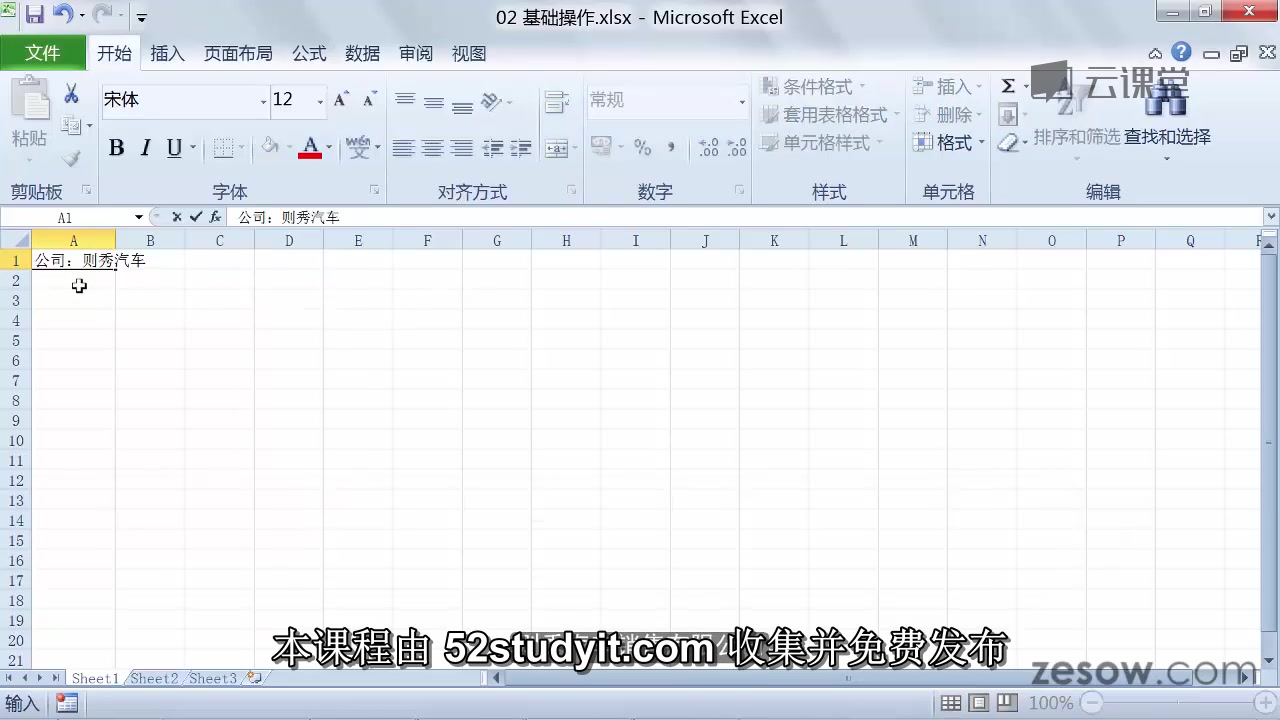 02 基础操作.xlsx - Microsoft Excel
文件 开始 插入 页面布局 公式 数据 审阅 视图
云课堂
宋体 12 常规 条件格式 插入 Σ
粘贴 套用表格格式 删除 排序和筛选 查找和选择
B I U A wén 文 % 单元格样式 格式
剪贴板 字体 对齐方式 数字 样式 单元格 编辑
A1 fx 公司：则秀汽车
A B C D E F G H I J K L M N O P Q
1 公司：则秀汽车
2
3
4
5
6
7
8
9
10
11
12
13
14
15
16
17
18
19
20
21
本课程由 52studyit.com 收集并免费发布
zesow.com
Sheet1 Sheet2 Sheet3
输入 100%